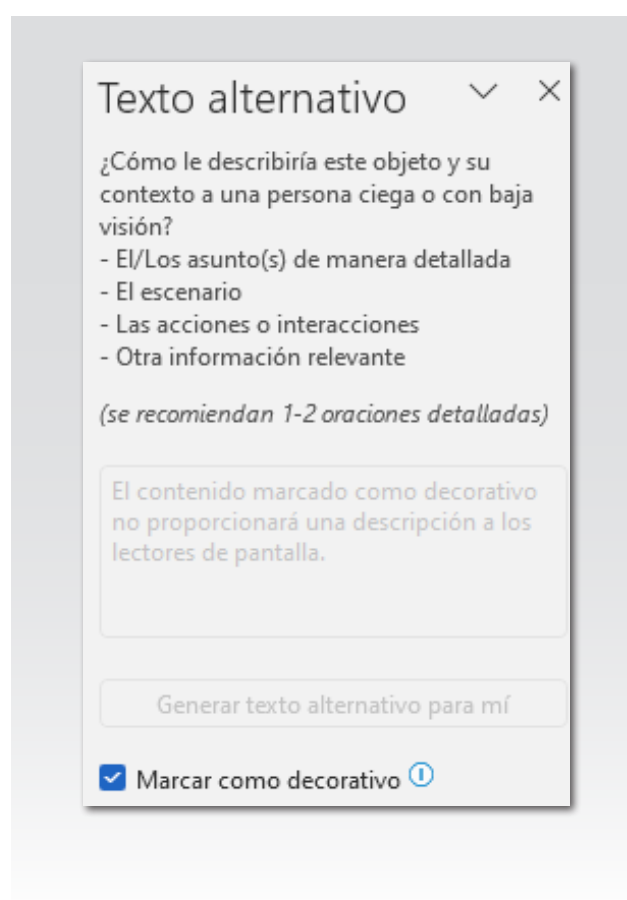 Texto alternativo
¿Cómo le describiría este objeto y su
contexto a una persona ciega o con baja
visión?
- El/Los asunto(s) de manera detallada
- El escenario
- Las acciones o interacciones
- Otra información relevante
(se recomiendan 1-2 oraciones detalladas)
El contenido marcado como decorativo
no proporcionará una descripción a los
lectores de pantalla.
Generar texto alternativo para mí
Marcar como decorativo